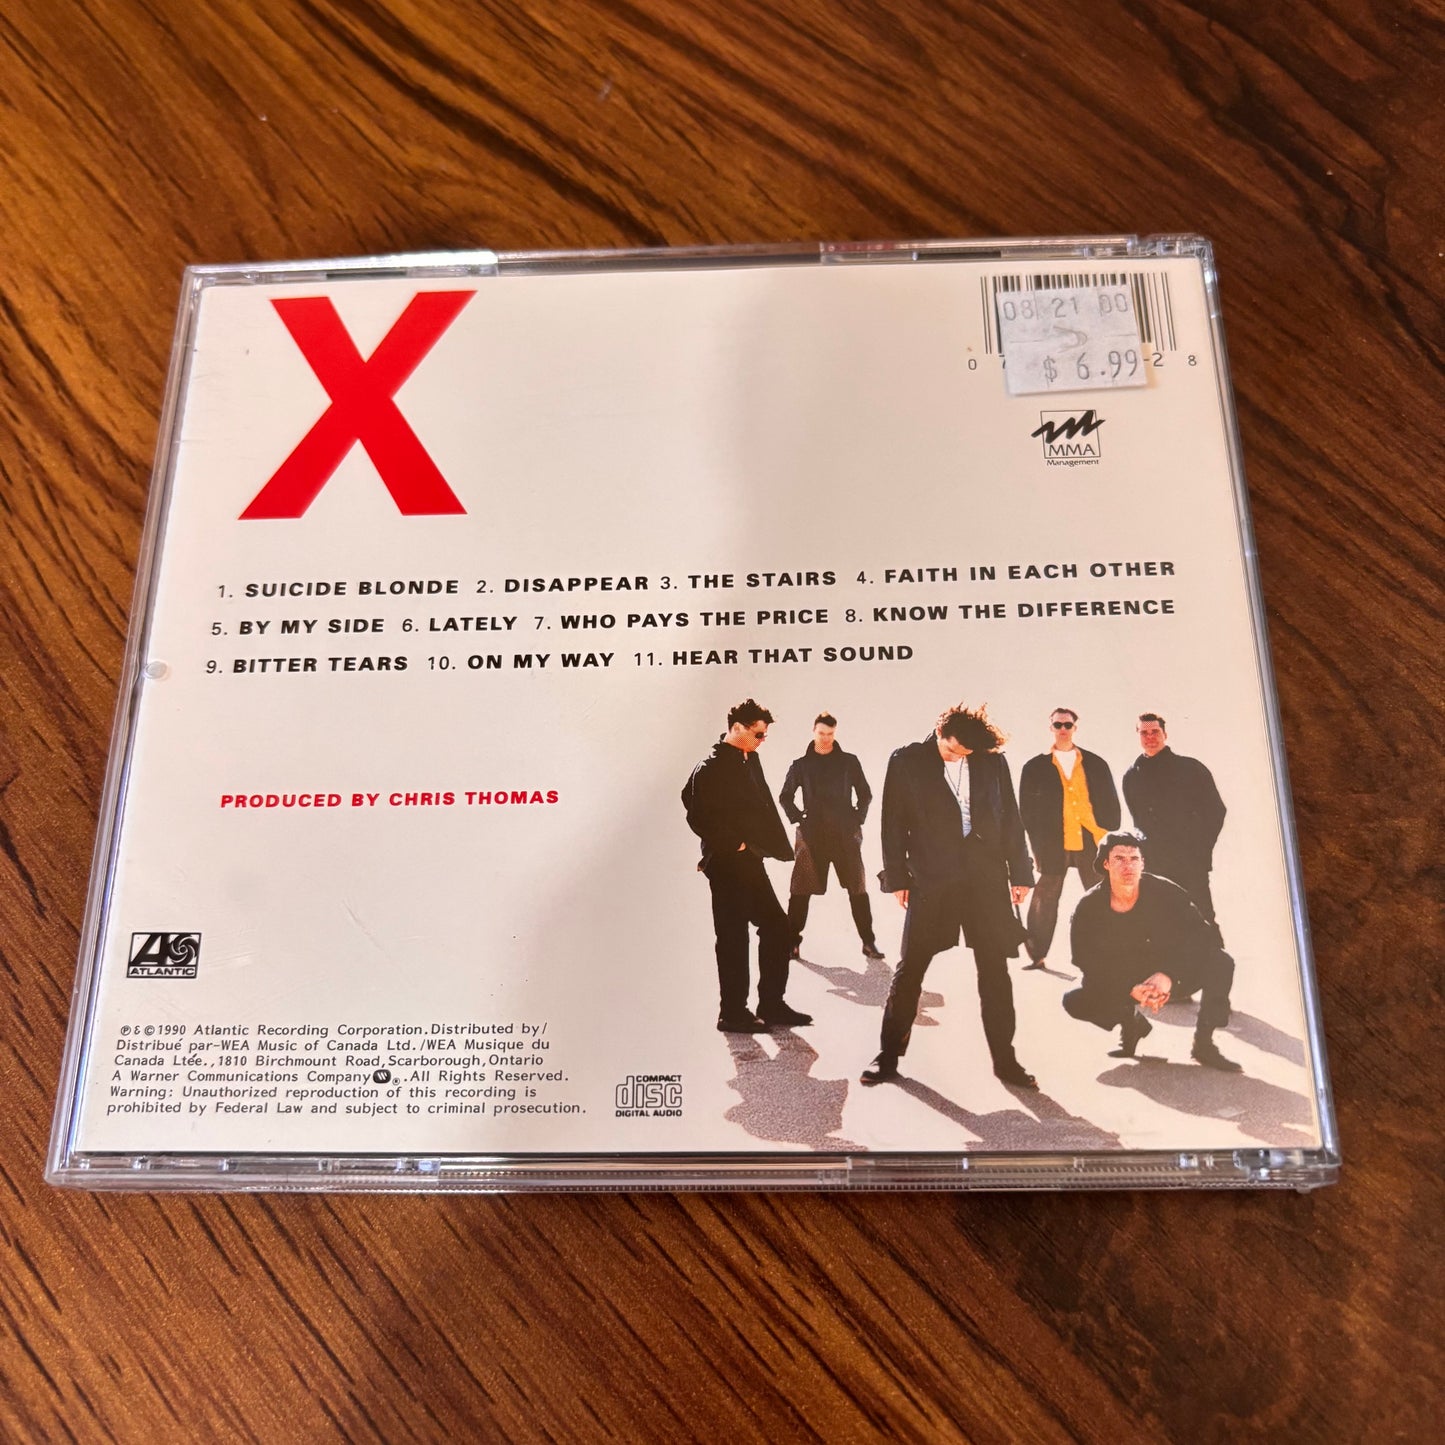 X
08 21 00
$ 6.99
0 7 -2 8
MMA
Management
1. SUICIDE BLONDE 2. DISAPPEAR 3. THE STAIRS 4. FAITH IN EACH OTHER
5. BY MY SIDE 6. LATELY 7. WHO PAYS THE PRICE 8. KNOW THE DIFFERENCE
9. BITTER TEARS 10. ON MY WAY 11. HEAR THAT SOUND
PRODUCED BY CHRIS THOMAS
ATLANTIC
℗ & © 1990 Atlantic Recording Corporation. Distributed by/
Distribué par-WEA Music of Canada Ltd./WEA Musique du
Canada Ltée., 1810 Birchmount Road, Scarborough, Ontario
A Warner Communications Company ®. All Rights Reserved.
Warning: Unauthorized reproduction of this recording is
prohibited by Federal Law and subject to criminal prosecution.
COMPACT
disc
DIGITAL AUDIO